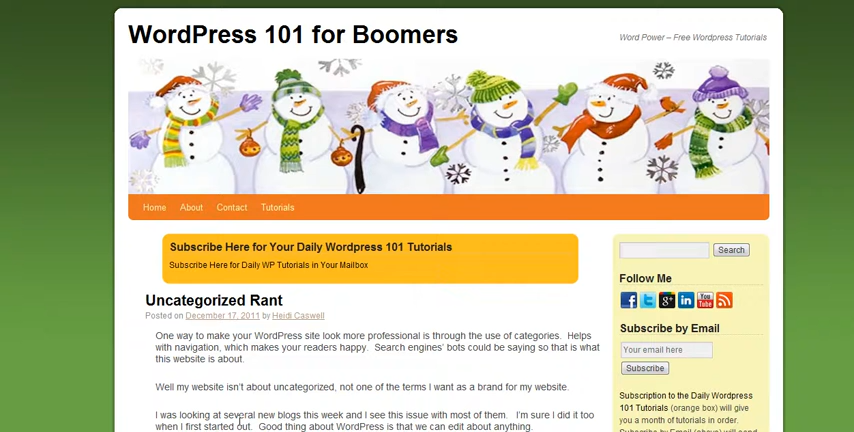 WordPress 101 for Boomers
Word Power – Free Wordpress Tutorials
Home About Contact Tutorials
Subscribe Here for Your Daily Wordpress 101 Tutorials
Subscribe Here for Daily WP Tutorials in Your Mailbox
Uncategorized Rant
Posted on December 17, 2011 by Heidi Caswell
One way to make your WordPress site look more professional is through the use of categories. Helps
with navigation, which makes your readers happy. Search engines' bots could be saying so that is what
this website is about.
Well my website isn't about uncategorized, not one of the terms I want as a brand for my website.
I was looking at several new blogs this week and I see this issue with most of them. I'm sure I did it too
when I first started out. Good thing about WordPress is that we can edit about anything.
Search
Follow Me
You
Tube
Subscribe by Email
Your email here
Subscribe
Subscription to the Daily Wordpress
101 Tutorials (orange box) will give
you a month of tutorials in order.
Subscribe by Email (above) will send